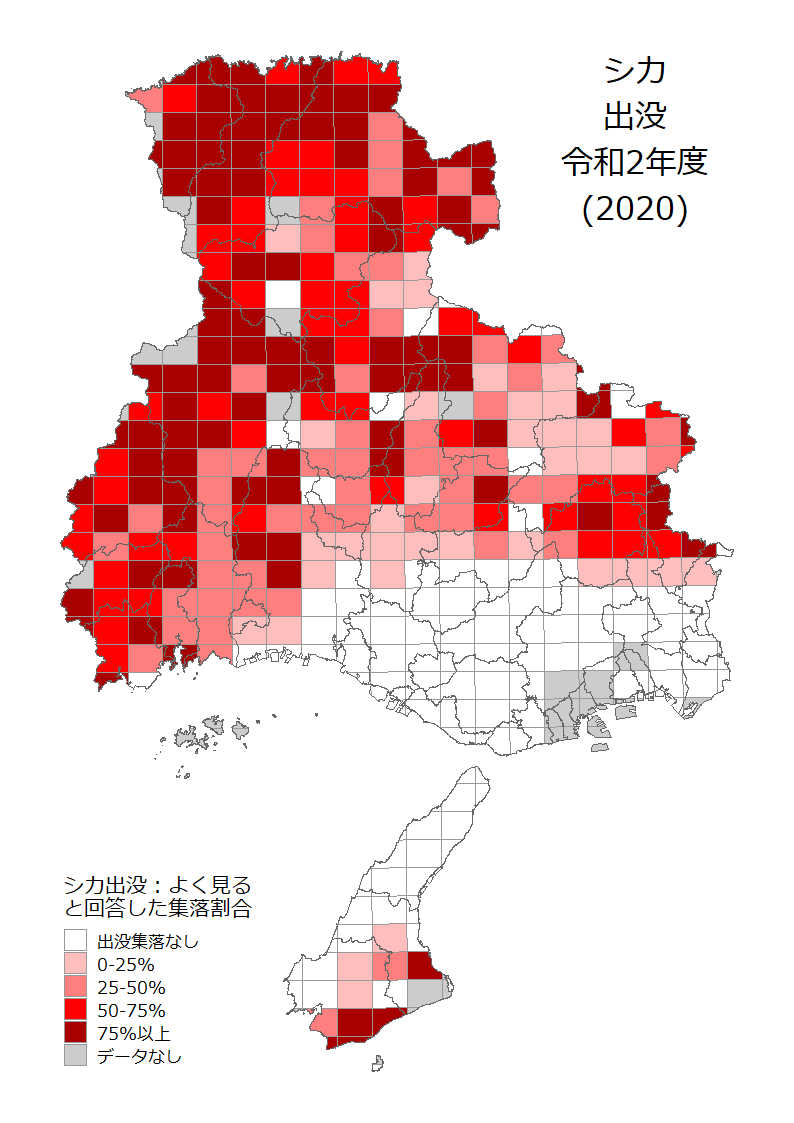 シカ
出没
令和2年度
(2020)
シカ出没：よく見る
と回答した集落割合
出没集落なし
0-25%
25-50%
50-75%
75%以上
データなし